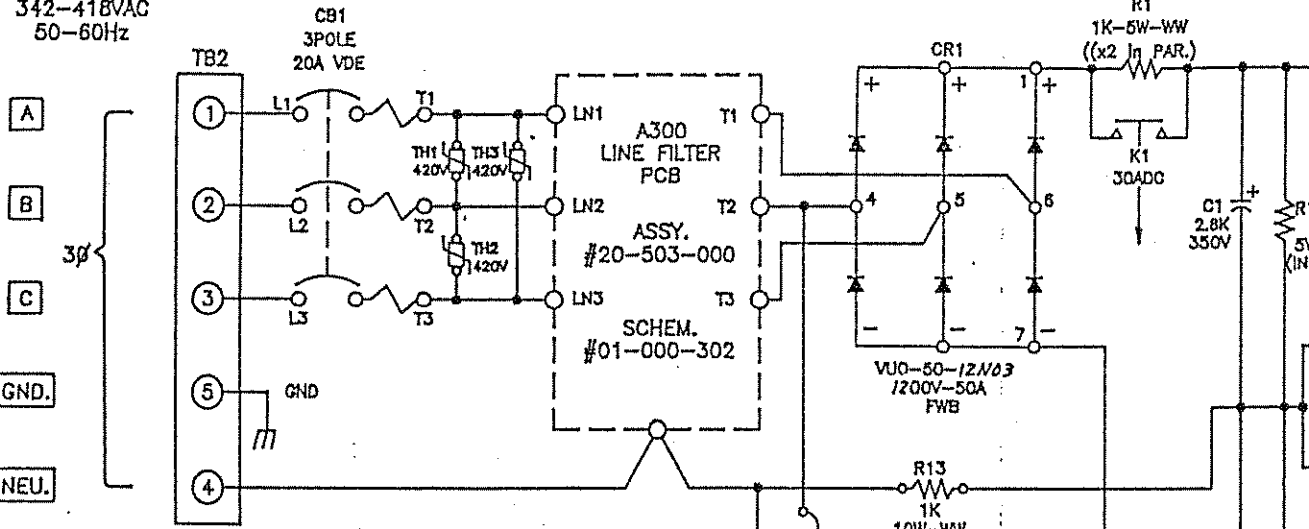 342-418VAC
50-60Hz
CB1
3POLE
20A VDE
TB2
R1
1K-5W-WW
((x2 In PAR.)
CR1
A
B
C
GND.
NEU.
3ø
1
2
3
5
4
GND
L1
L2
L3
T1
T2
T3
TH1
420V
TH3
420V
TH2
420V
LN1
LN2
LN3
A300
LINE FILTER
PCB
ASSY.
#20-503-000
SCHEM.
#01-000-302
T1
T2
T3
+
+
1
+
4
5
6
-
-
7
-
VUO-50-12N03
1200V-50A
FWB
K1
30ADC
C1
2.8K
350V
+
R13
1K